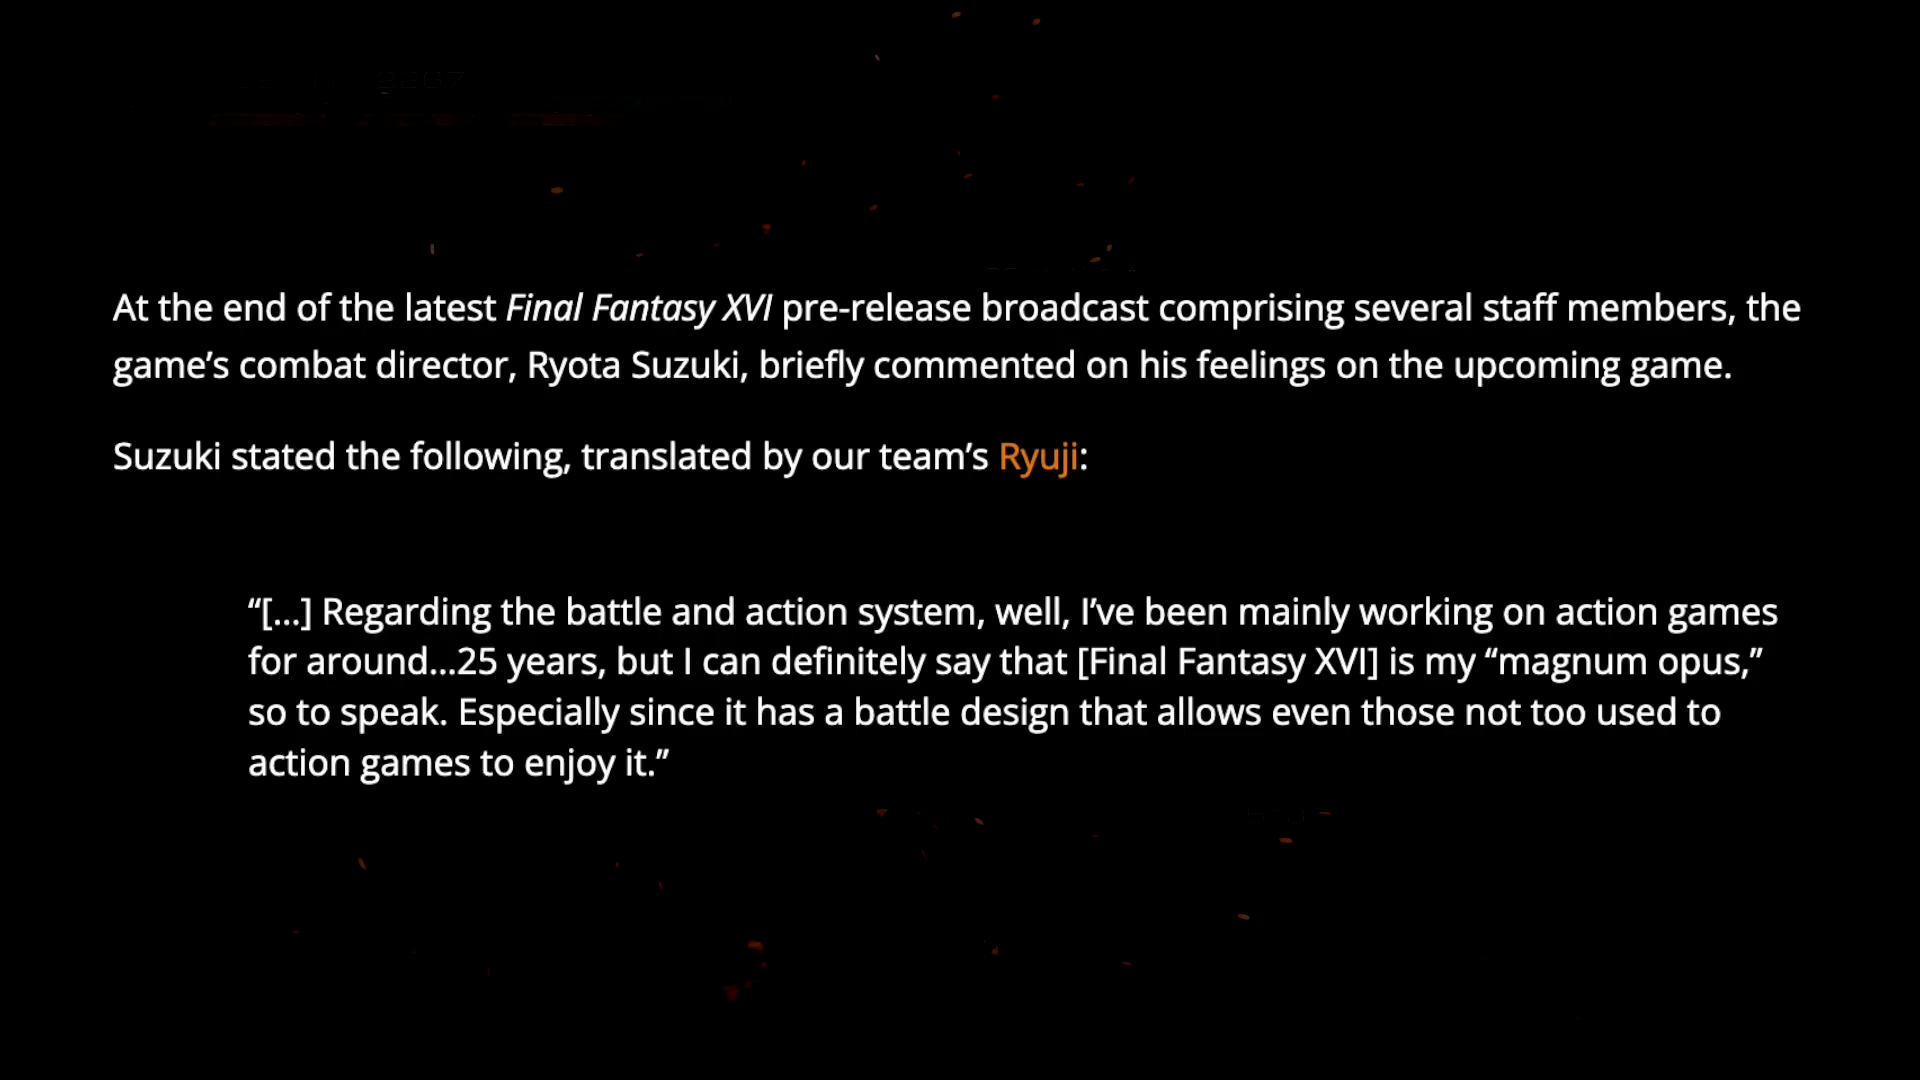 At the end of the latest Final Fantasy XVI pre-release broadcast comprising several staff members, the
game’s combat director, Ryota Suzuki, briefly commented on his feelings on the upcoming game.
Suzuki stated the following, translated by our team’s Ryuji:
“[…] Regarding the battle and action system, well, I’ve been mainly working on action games
for around…25 years, but I can definitely say that [Final Fantasy XVI] is my “magnum opus,”
so to speak. Especially since it has a battle design that allows even those not too used to
action games to enjoy it.”